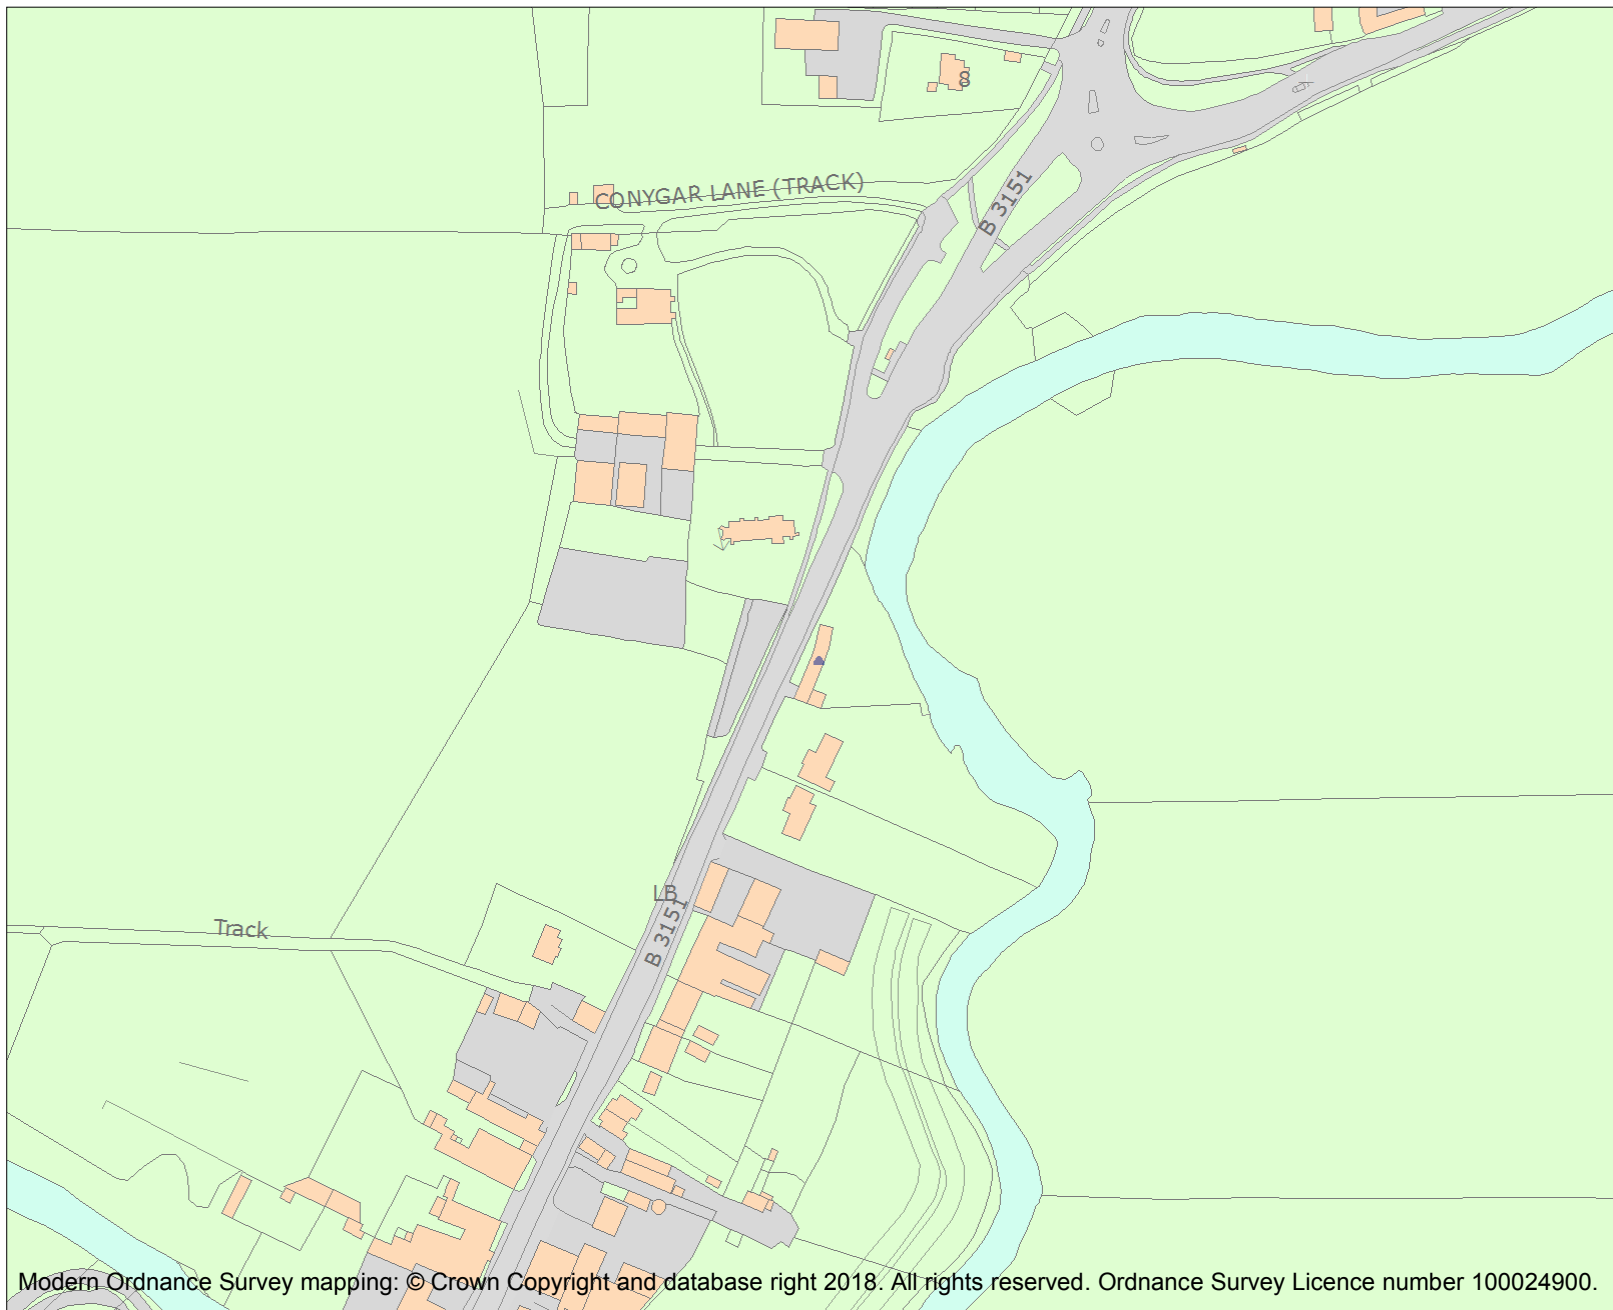 8
CONYGAR LANE (TRACK)
B 3151
LB
B 3151
Track
Modern Ordnance Survey mapping: © Crown Copyright and database right 2018. All rights reserved. Ordnance Survey Licence number 100024900.